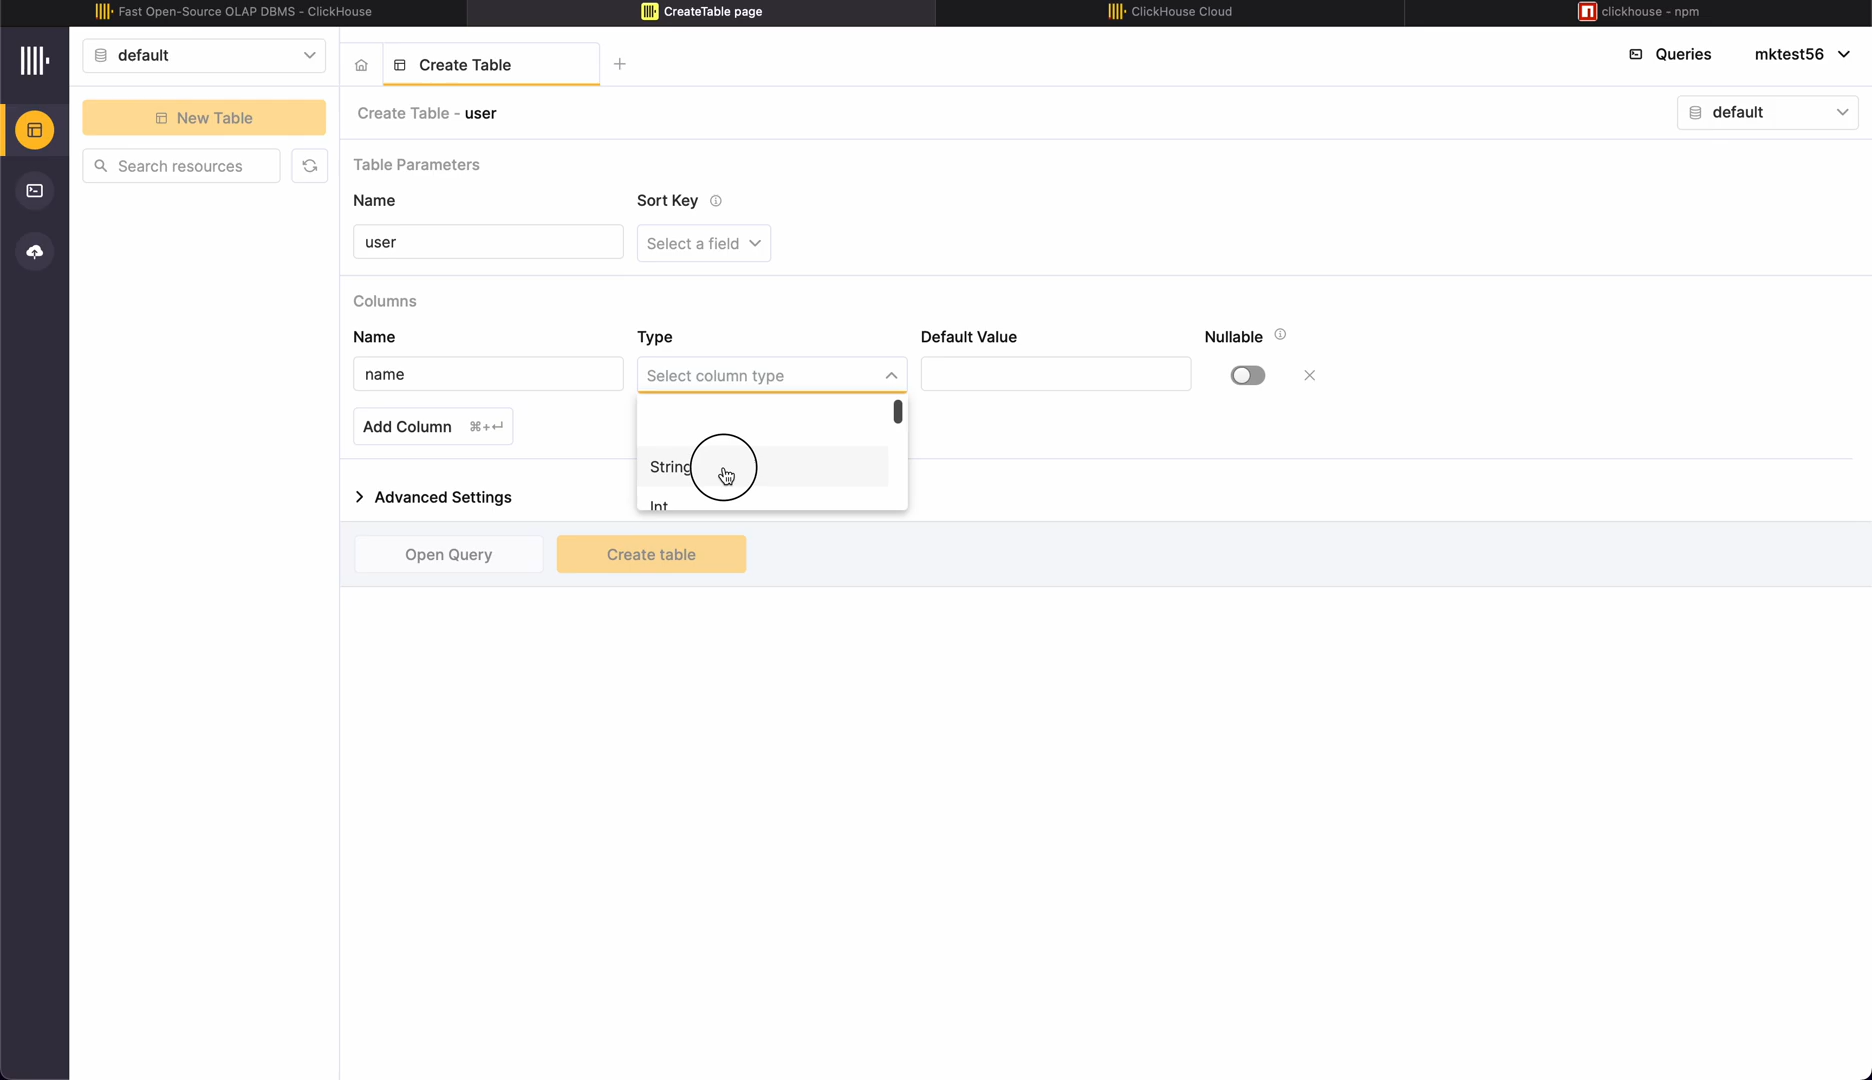 Fast Open-Source OLAP DBMS - ClickHouse
CreateTable page
ClickHouse Cloud
clickhouse - npm
default
Create Table
Queries
mktest56
New Table
Create Table - user
default
Search resources
Table Parameters
Name
Sort Key
user
Select a field
Columns
Name
Type
Default Value
Nullable
name
Select column type
Add Column ⌘+↵
String
Int
Advanced Settings
Open Query
Create table